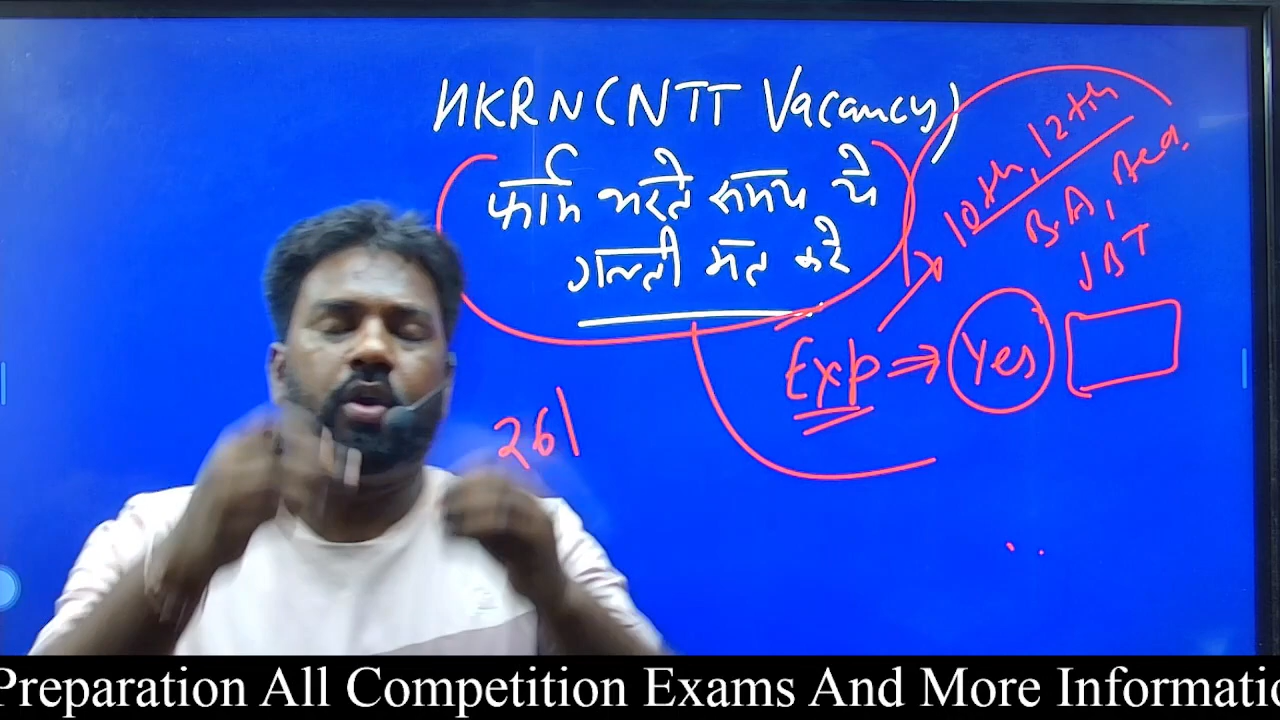 HKRN(NTT Vacancy)
फॉर्म भरते समय ये
गलती मत करे
10th, 12th
B.A, Bed.
JBT
Exp ⇒ Yes
261
Preparation All Competition Exams And More Informatio